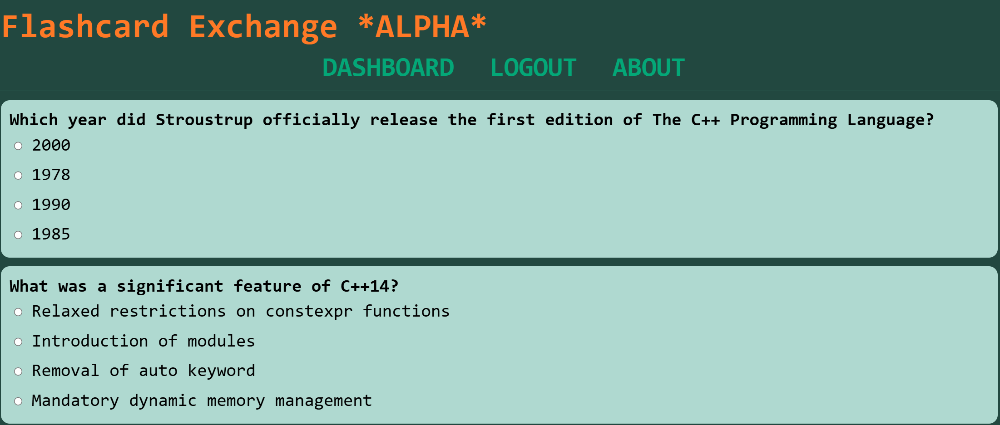 Flashcard Exchange *ALPHA*
DASHBOARD LOGOUT ABOUT
Which year did Stroustrup officially release the first edition of The C++ Programming Language?
2000
1978
1990
1985
What was a significant feature of C++14?
Relaxed restrictions on constexpr functions
Introduction of modules
Removal of auto keyword
Mandatory dynamic memory management